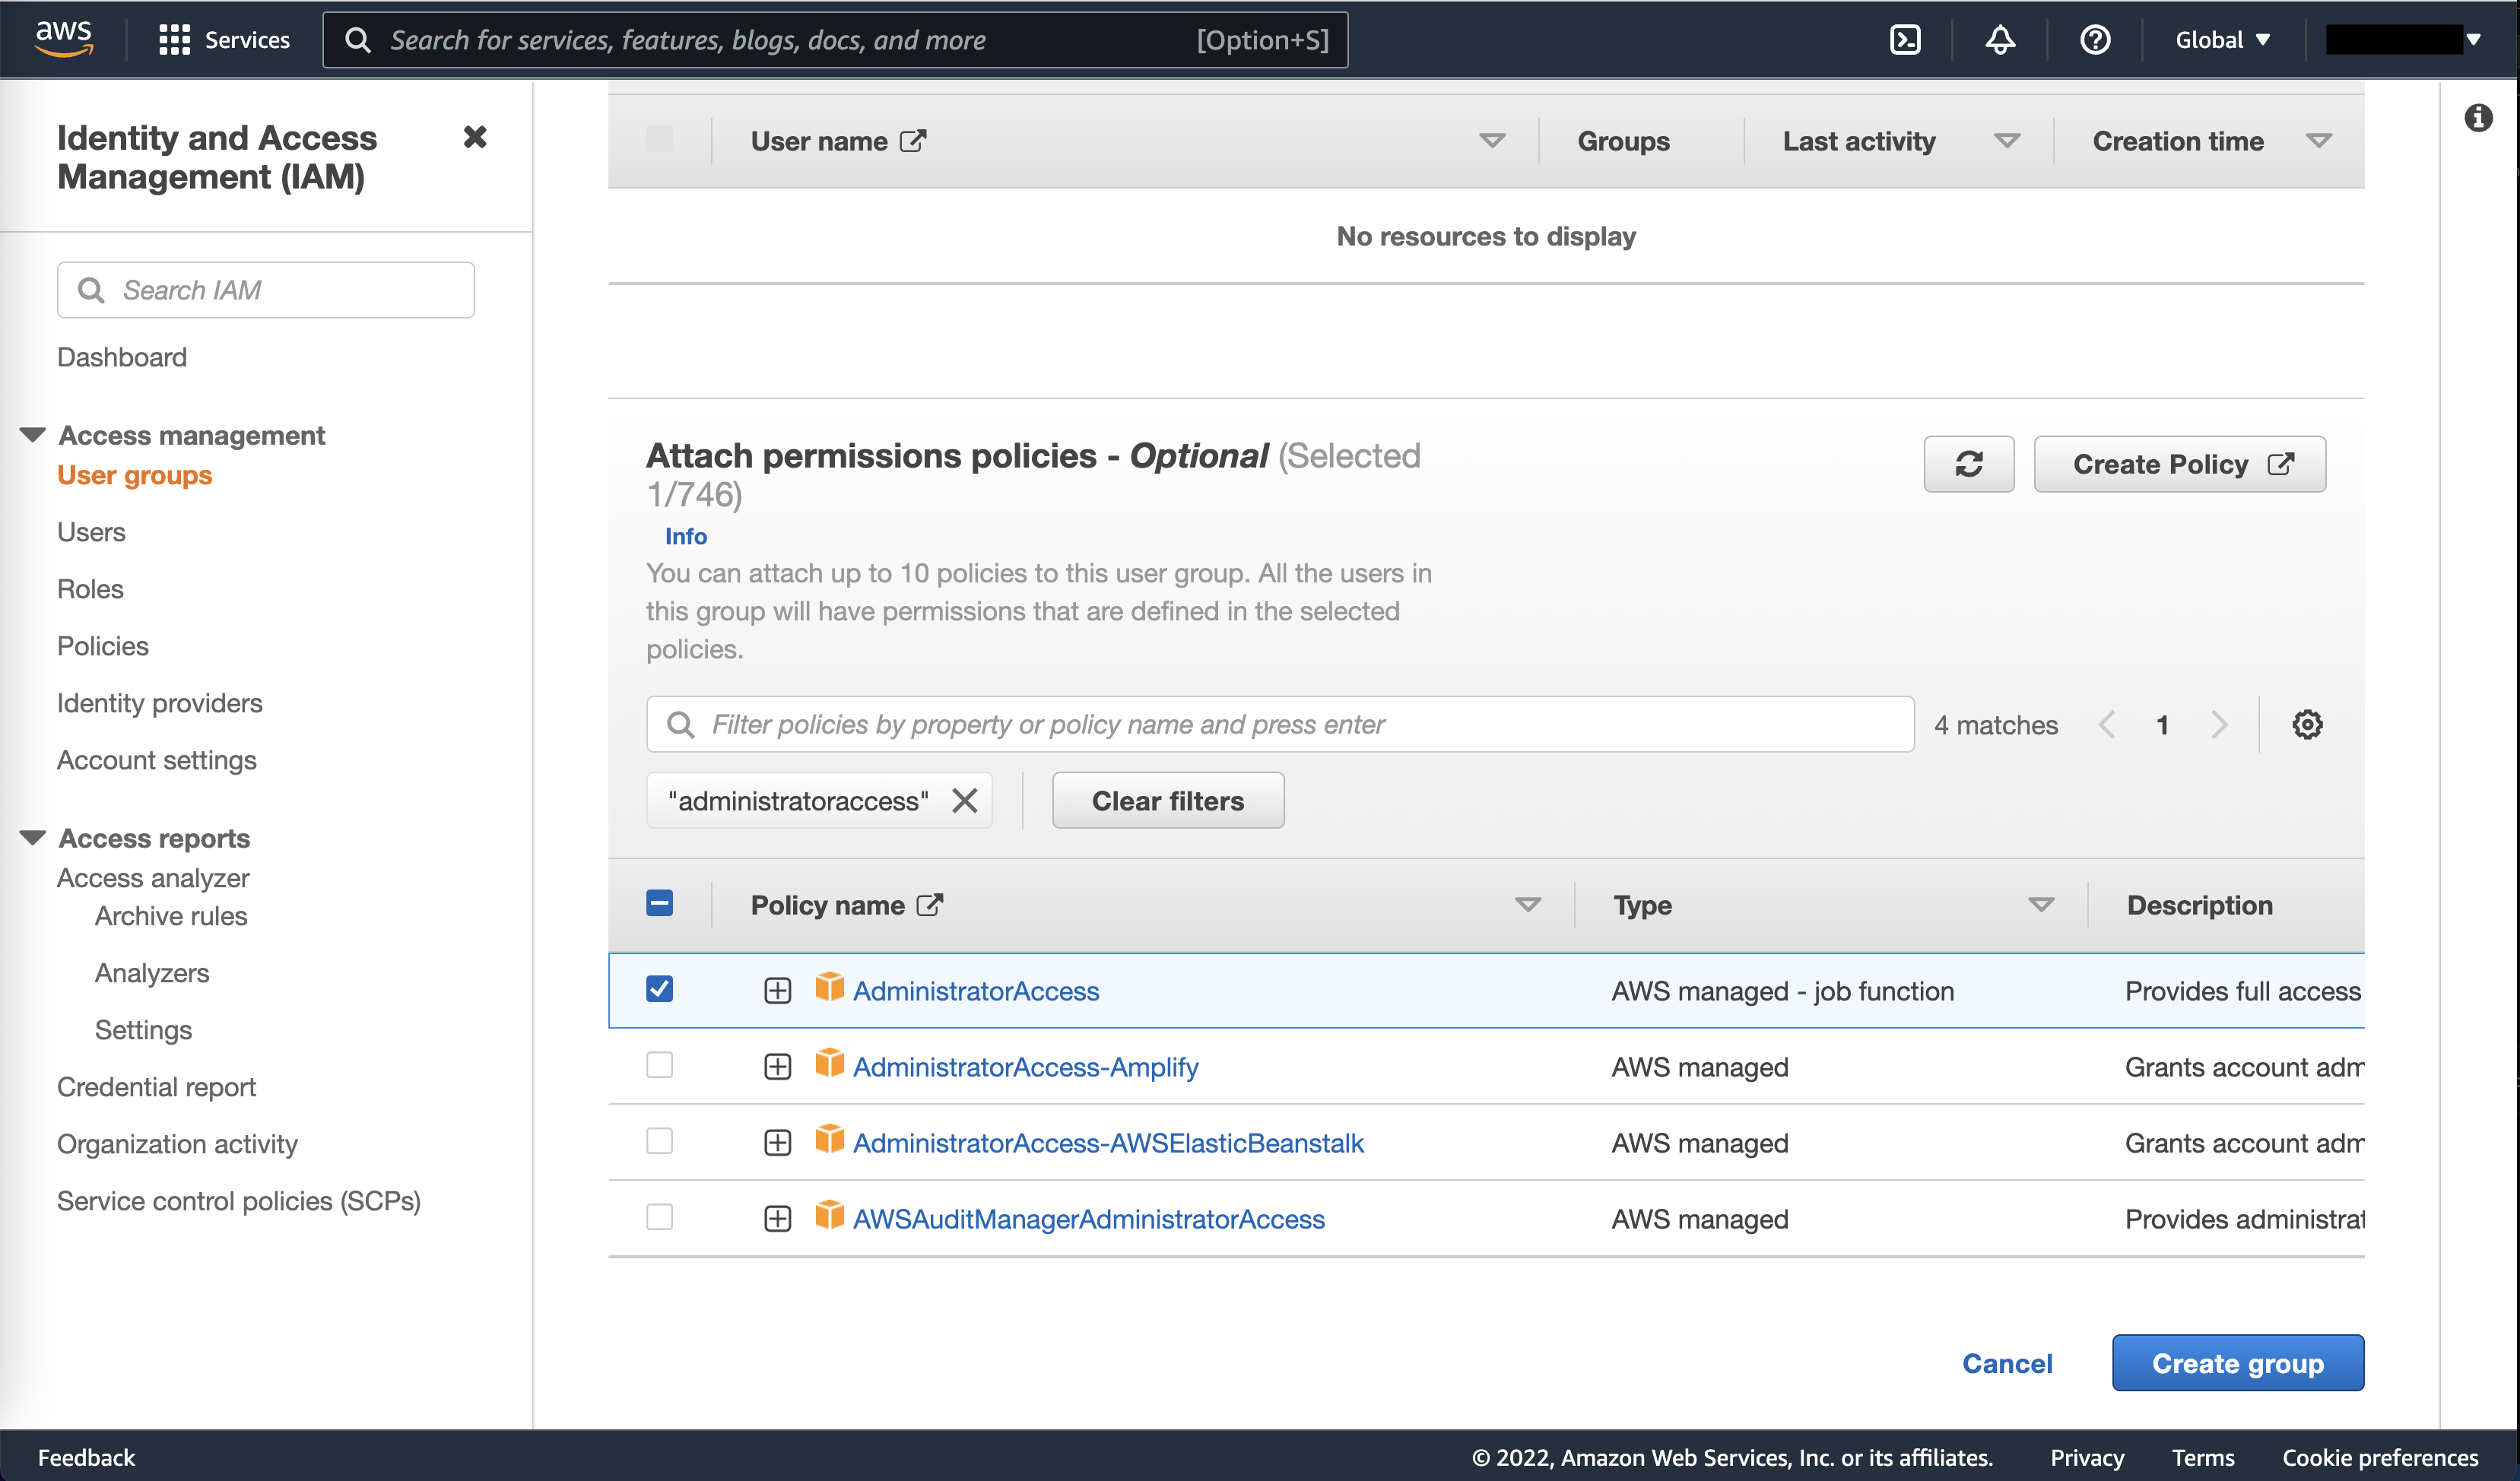 aws
Services
Search for services, features, blogs, docs, and more [Option+S]
Global
Identity and Access
Management (IAM)
Search IAM
Dashboard
Access management
User groups
Users
Roles
Policies
Identity providers
Account settings
Access reports
Access analyzer
Archive rules
Analyzers
Settings
Credential report
Organization activity
Service control policies (SCPs)
User name Groups Last activity Creation time
No resources to display
Attach permissions policies - Optional (Selected
1/746)
Info
Create Policy
You can attach up to 10 policies to this user group. All the users in
this group will have permissions that are defined in the selected
policies.
Filter policies by property or policy name and press enter
4 matches
1
"administratoraccess"
Clear filters
Policy name Type Description
AdministratorAccess AWS managed - job function Provides full access
AdministratorAccess-Amplify AWS managed Grants account adm
AdministratorAccess-AWSElasticBeanstalk AWS managed Grants account adm
AWSAuditManagerAdministratorAccess AWS managed Provides administrat
Cancel
Create group
Feedback
© 2022, Amazon Web Services, Inc. or its affiliates. Privacy Terms Cookie preferences